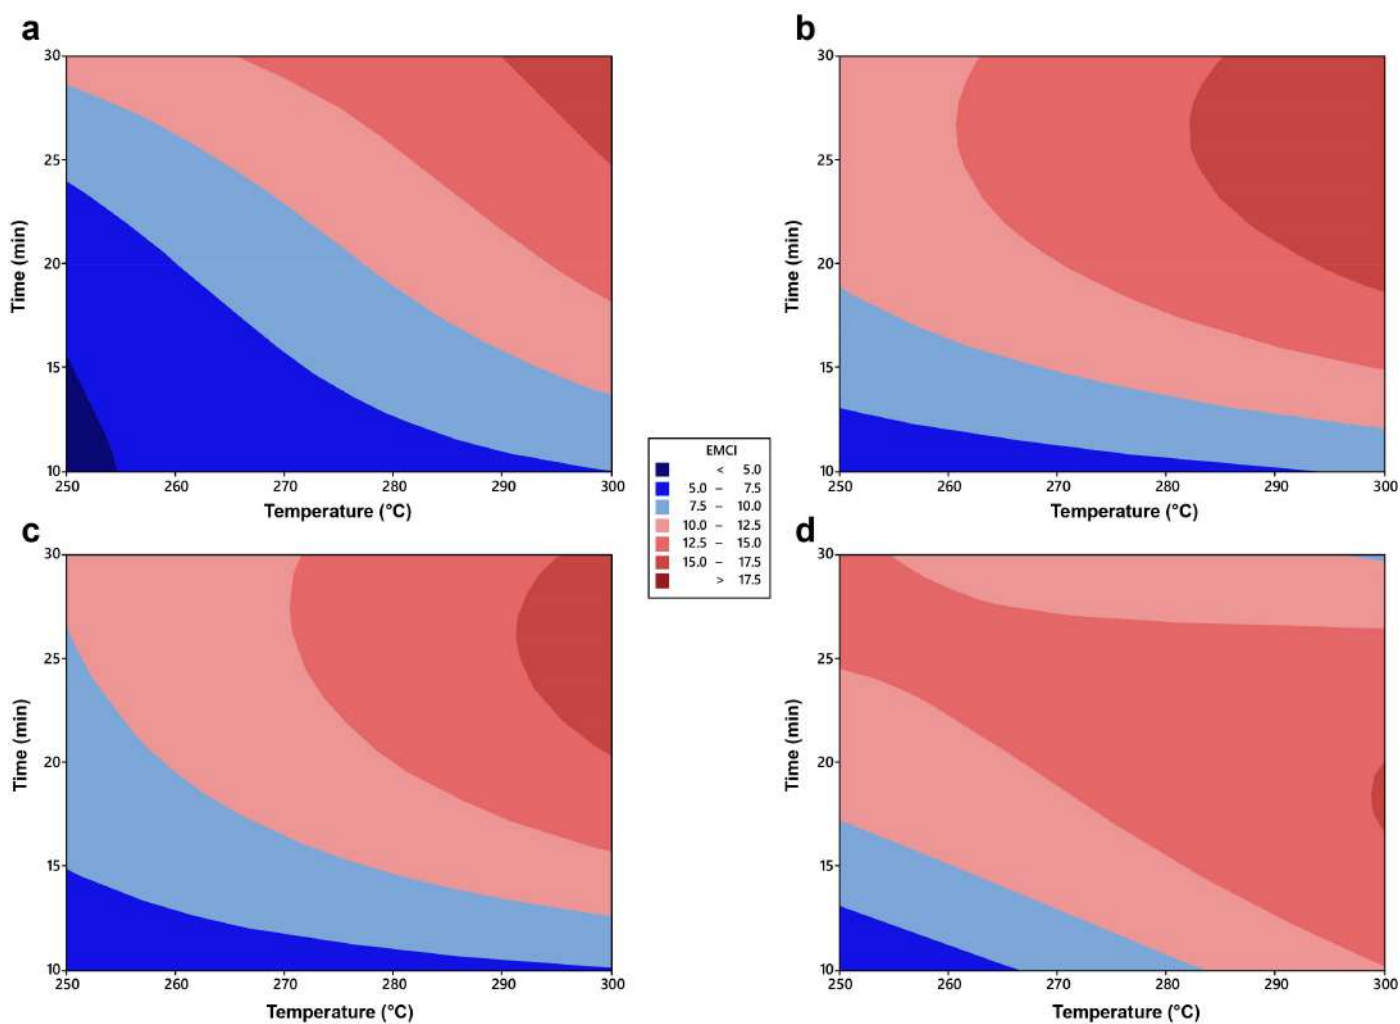 a
30
25
20
15
10
250 260 270 280 290 300
Time (min)
Temperature (°C)
b
30
25
20
15
10
250 260 270 280 290 300
Time (min)
Temperature (°C)
EMCI
< 5.0
5.0 – 7.5
7.5 – 10.0
10.0 – 12.5
12.5 – 15.0
15.0 – 17.5
> 17.5
c
30
25
20
15
10
250 260 270 280 290 300
Time (min)
Temperature (°C)
d
30
25
20
15
10
250 260 270 280 290 300
Time (min)
Temperature (°C)